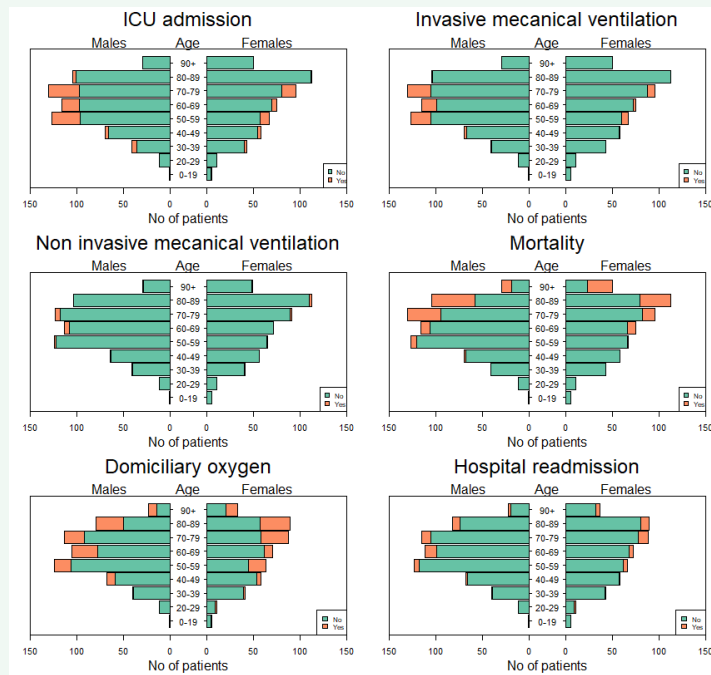 ICU admission
Males Age Females
90+
80-89
70-79
60-69
50-59
40-49
30-39
20-29
0-19
No
Yes
150 100 50 0 0 50 100 150
No of patients
Invasive mecanical ventilation
Males Age Females
90+
80-89
70-79
60-69
50-59
40-49
30-39
20-29
0-19
No
Yes
150 100 50 0 0 50 100 150
No of patients
Non invasive mecanical ventilation
Males Age Females
90+
80-89
70-79
60-69
50-59
40-49
30-39
20-29
0-19
No
Yes
150 100 50 0 0 50 100 150
No of patients
Mortality
Males Age Females
90+
80-89
70-79
60-69
50-59
40-49
30-39
20-29
0-19
No
Yes
150 100 50 0 0 50 100 150
No of patients
Domiciliary oxygen
Males Age Females
90+
80-89
70-79
60-69
50-59
40-49
30-39
20-29
0-19
No
Yes
150 100 50 0 0 50 100 150
No of patients
Hospital readmission
Males Age Females
90+
80-89
70-79
60-69
50-59
40-49
30-39
20-29
0-19
No
Yes
150 100 50 0 0 50 100 150
No of patients